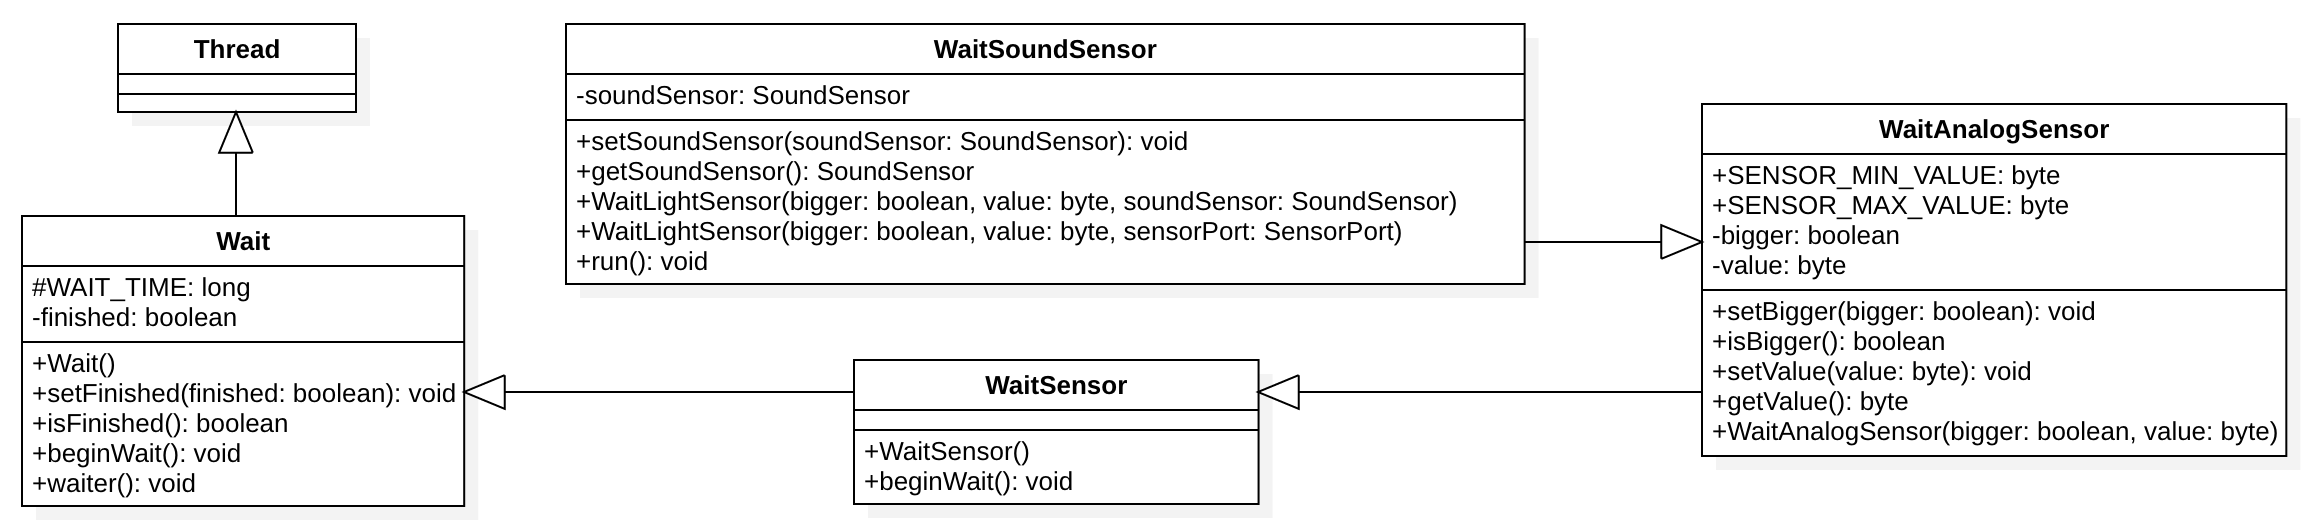 Thread
Wait
#WAIT_TIME: long
-finished: boolean
+Wait()
+setFinished(finished: boolean): void
+isFinished(): boolean
+beginWait(): void
+waiter(): void
WaitSoundSensor
-soundSensor: SoundSensor
+setSoundSensor(soundSensor: SoundSensor): void
+getSoundSensor(): SoundSensor
+WaitLightSensor(bigger: boolean, value: byte, soundSensor: SoundSensor)
+WaitLightSensor(bigger: boolean, value: byte, sensorPort: SensorPort)
+run(): void
WaitSensor
+WaitSensor()
+beginWait(): void
WaitAnalogSensor
+SENSOR_MIN_VALUE: byte
+SENSOR_MAX_VALUE: byte
-bigger: boolean
-value: byte
+setBigger(bigger: boolean): void
+isBigger(): boolean
+setValue(value: byte): void
+getValue(): byte
+WaitAnalogSensor(bigger: boolean, value: byte)